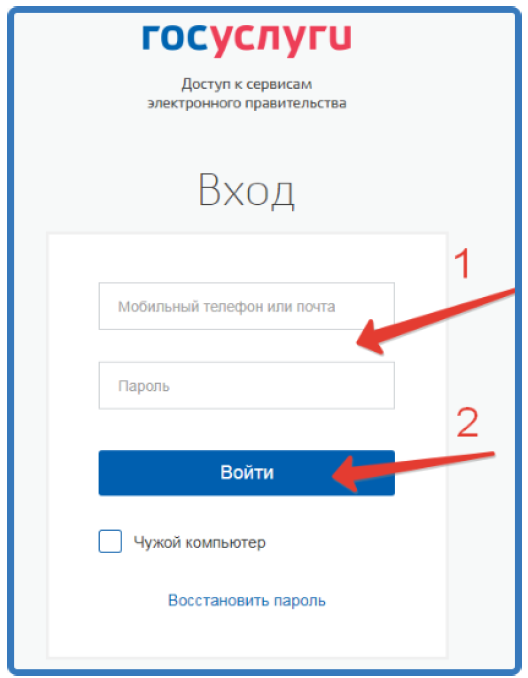 госуслуги
Доступ к сервисам
электронного правительства
Вход
1
Мобильный телефон или почта
Пароль
2
Войти
Чужой компьютер
Восстановить пароль